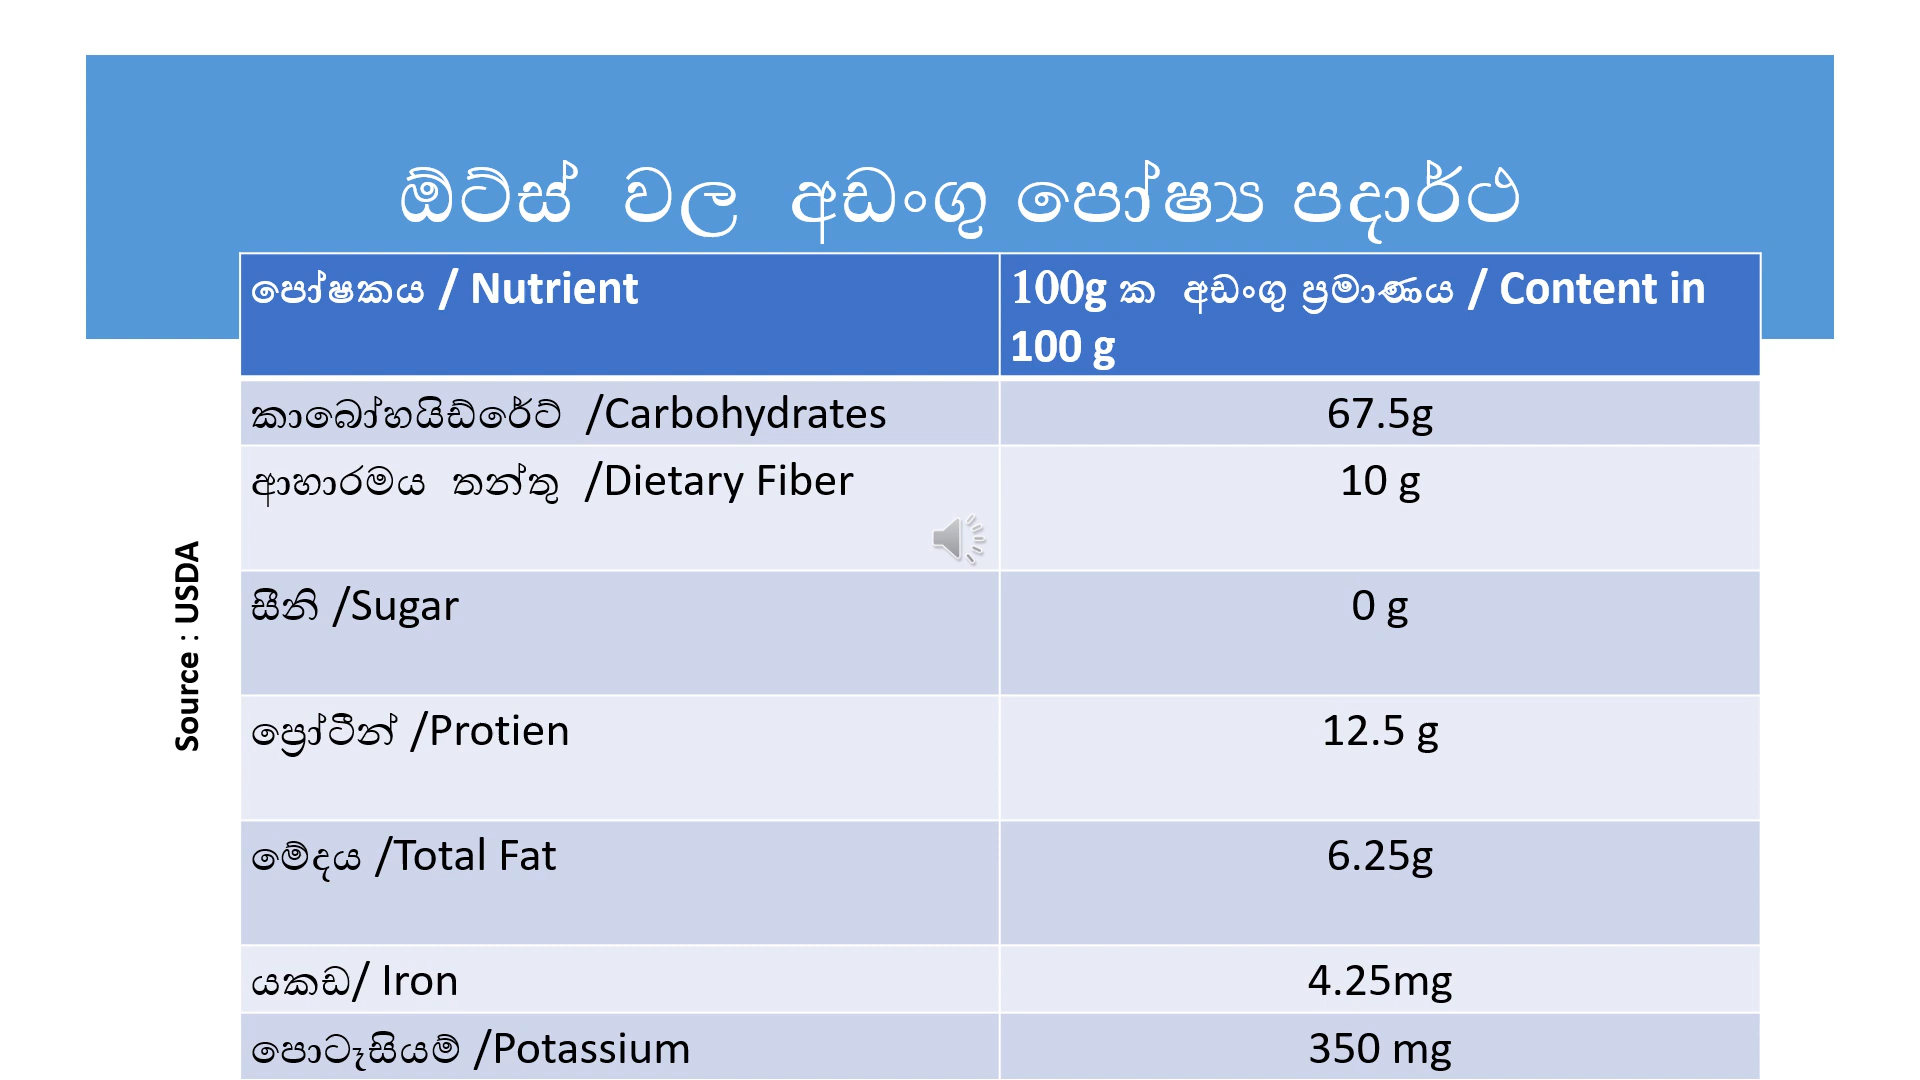 ඕට්ස් වල අඩංගු පෝෂ්‍ය පදාර්ථ
පෝෂකය / Nutrient
100g ක අඩංගු ප්‍රමාණය / Content in
100 g
කාබෝහයිඩ්රේට් /Carbohydrates
67.5g
ආහාරමය තන්තු /Dietary Fiber
10 g
සීනි /Sugar
0 g
ප්‍රෝටීන් /Protien
12.5 g
මේදය /Total Fat
6.25g
යකඩ/ Iron
4.25mg
පොටෑසියම් /Potassium
350 mg
Source : USDA